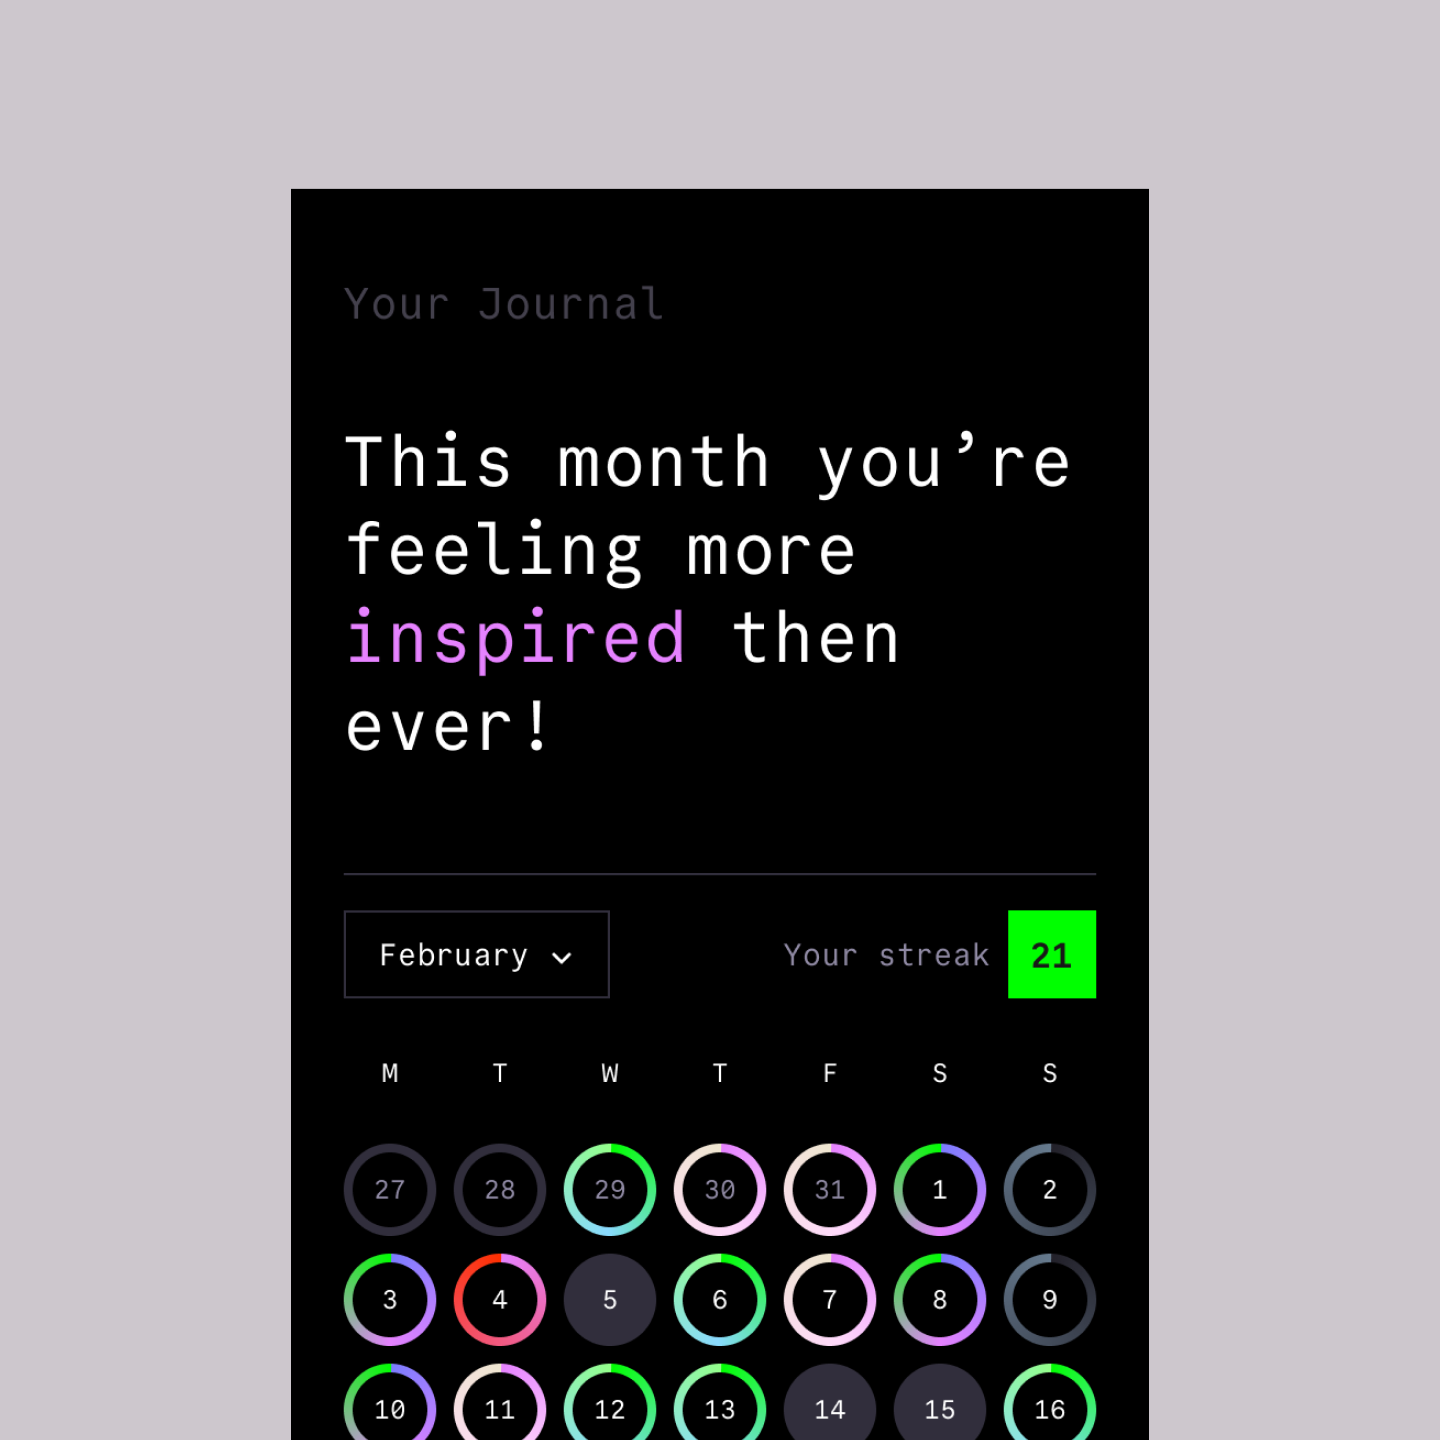 Your Journal
This month you’re
feeling more
inspired then
ever!
February
Your streak 21
M T W T F S S
27 28 29 30 31 1 2
3 4 5 6 7 8 9
10 11 12 13 14 15 16